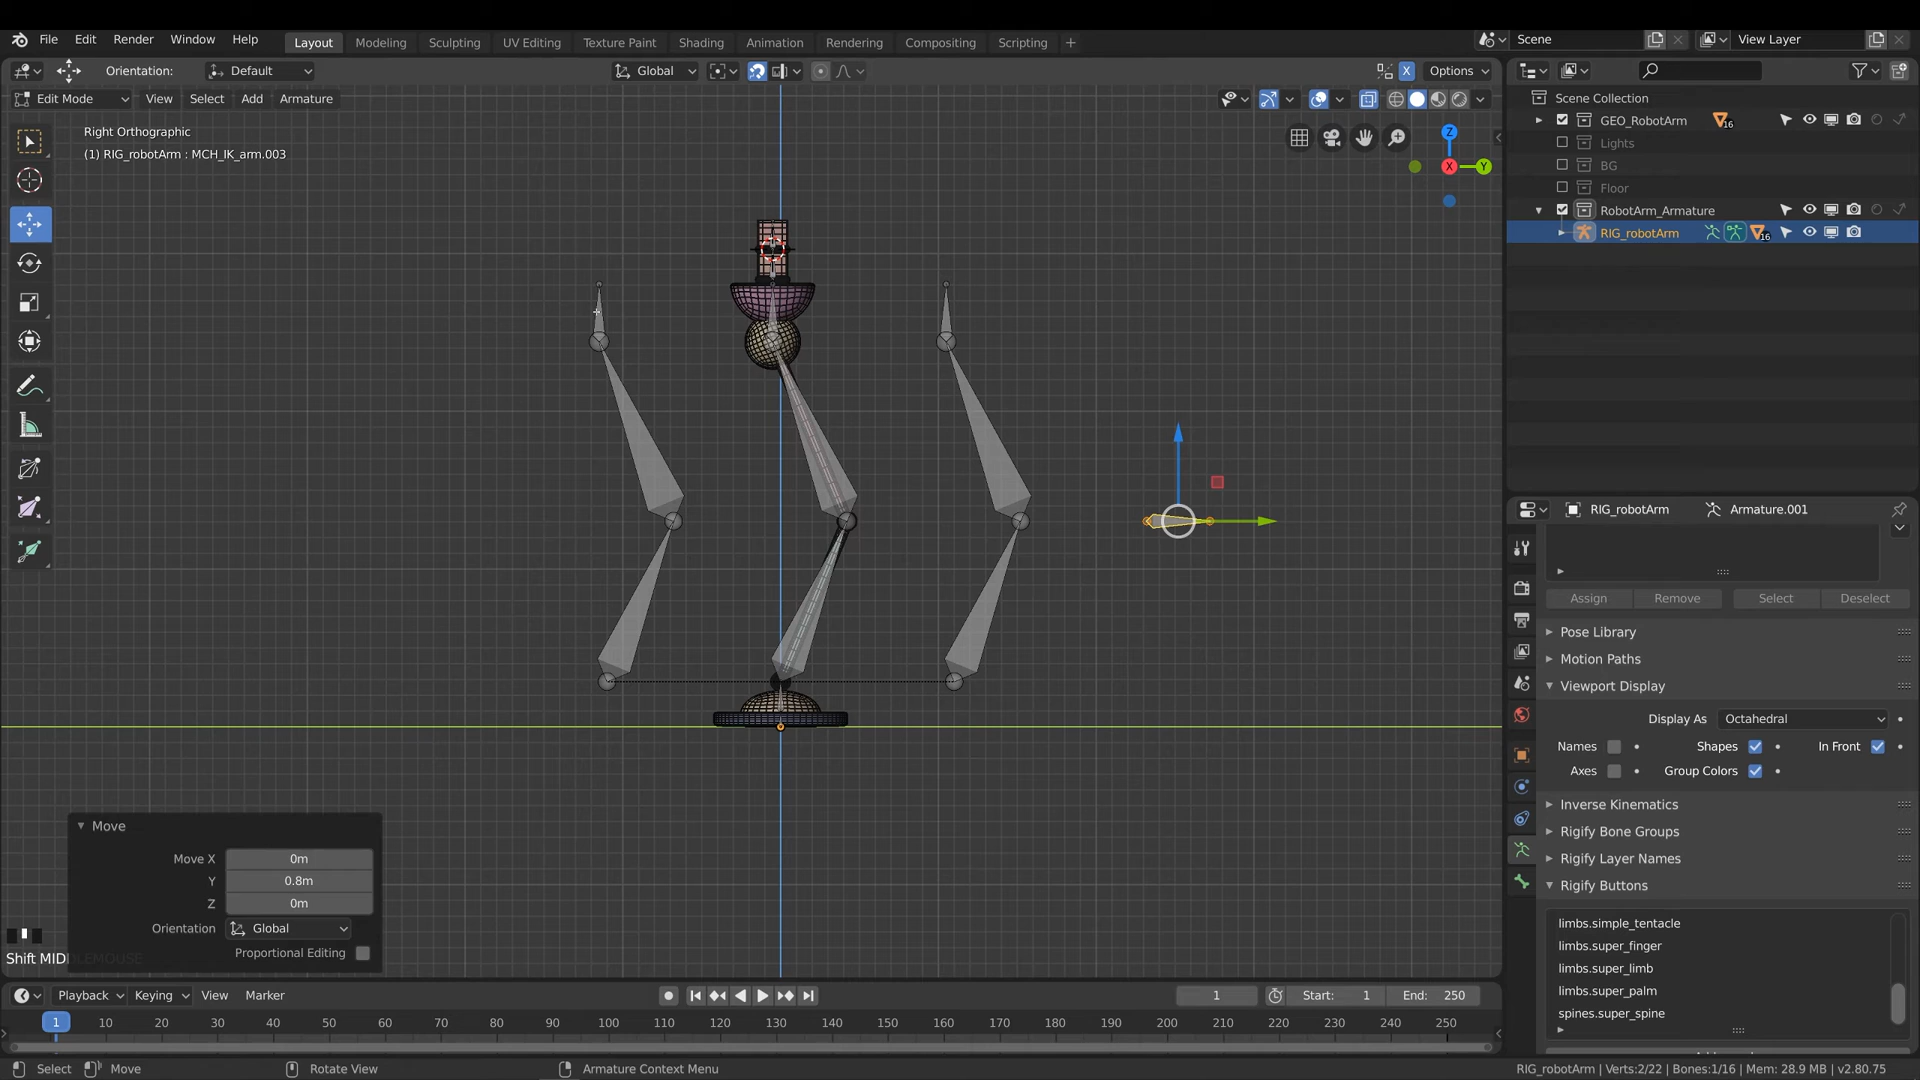 File Edit Render Window Help Layout Modeling Sculpting UV Editing Texture Paint Shading Animation Rendering Compositing Scripting + Scene View Layer
Orientation: Default Global X Options
Edit Mode View Select Add Armature
Right Orthographic
(1) RIG_robotArm : MCH_IK_arm.003
Z
X
Y
Scene Collection
GEO_RobotArm 16
Lights
BG
Floor
RobotArm_Armature
RIG_robotArm 16
RIG_robotArm Armature.001
Assign Remove Select Deselect
Pose Library
Motion Paths
Viewport Display
Display As Octahedral
Names Shapes In Front
Axes Group Colors
Inverse Kinematics
Rigify Bone Groups
Rigify Layer Names
Rigify Buttons
limbs.simple_tentacle
limbs.super_finger
limbs.super_limb
limbs.super_palm
spines.super_spine
Move
Move X 0m
Y 0.8m
Z 0m
Orientation Global
Proportional Editing
Shift MIDDLEMOUSE
Playback Keying View Marker 1 Start: 1 End: 250
1 10 20 30 40 50 60 70 80 90 100 110 120 130 140 150 160 170 180 190 200 210 220 230 240 250
Select Move Rotate View Armature Context Menu RIG_robotArm | Verts:2/22 | Bones:1/16 | Mem: 28.9 MB | v2.80.75